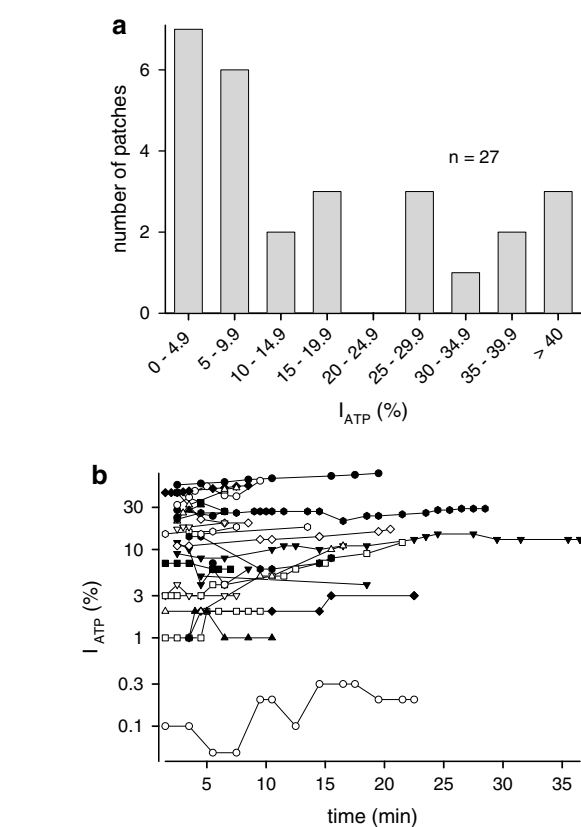 a
number of patches
6
4
2
0
n = 27
0 - 4.9
5 - 9.9
10 - 14.9
15 - 19.9
20 - 24.9
25 - 29.9
30 - 34.9
35 - 39.9
> 40
I ATP (%)
b
I ATP (%)
30
10
3
1
0.3
0.1
5 10 15 20 25 30 35
time (min)